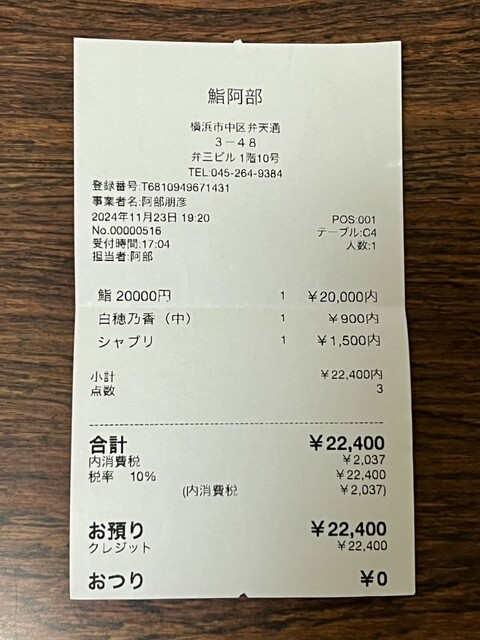 鮨阿部
横浜市中区弁天通
3-48
弁三ビル 1階10号
TEL:045-264-9384
登録番号:T6810949671431
事業者名:阿部朋彦
2024年11月23日 19:20 POS:001
No.00000516 テーブル:C4
受付時間:17:04 人数:1
担当者:阿部
鮨 20000円 1 ¥20,000内
白穂乃香(中) 1 ¥900内
シャブリ 1 ¥1,500内
小計 ¥22,400内
点数 3
合計 ¥22,400
内消費税 ¥2,037
税率 10% ¥22,400
(内消費税 ¥2,037)
お預り ¥22,400
クレジット ¥22,400
おつり ¥0